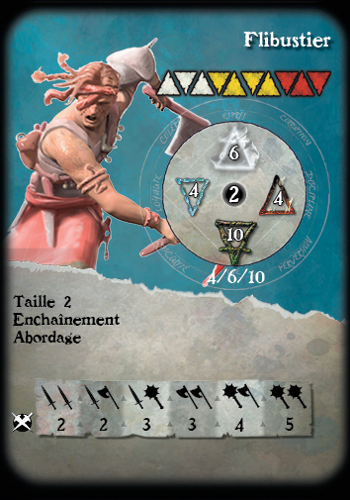 Flibustier
6
4
2
4
10
4/6/10
Taille 2
Enchaînement
Abordage
2 2 3 3 4 5